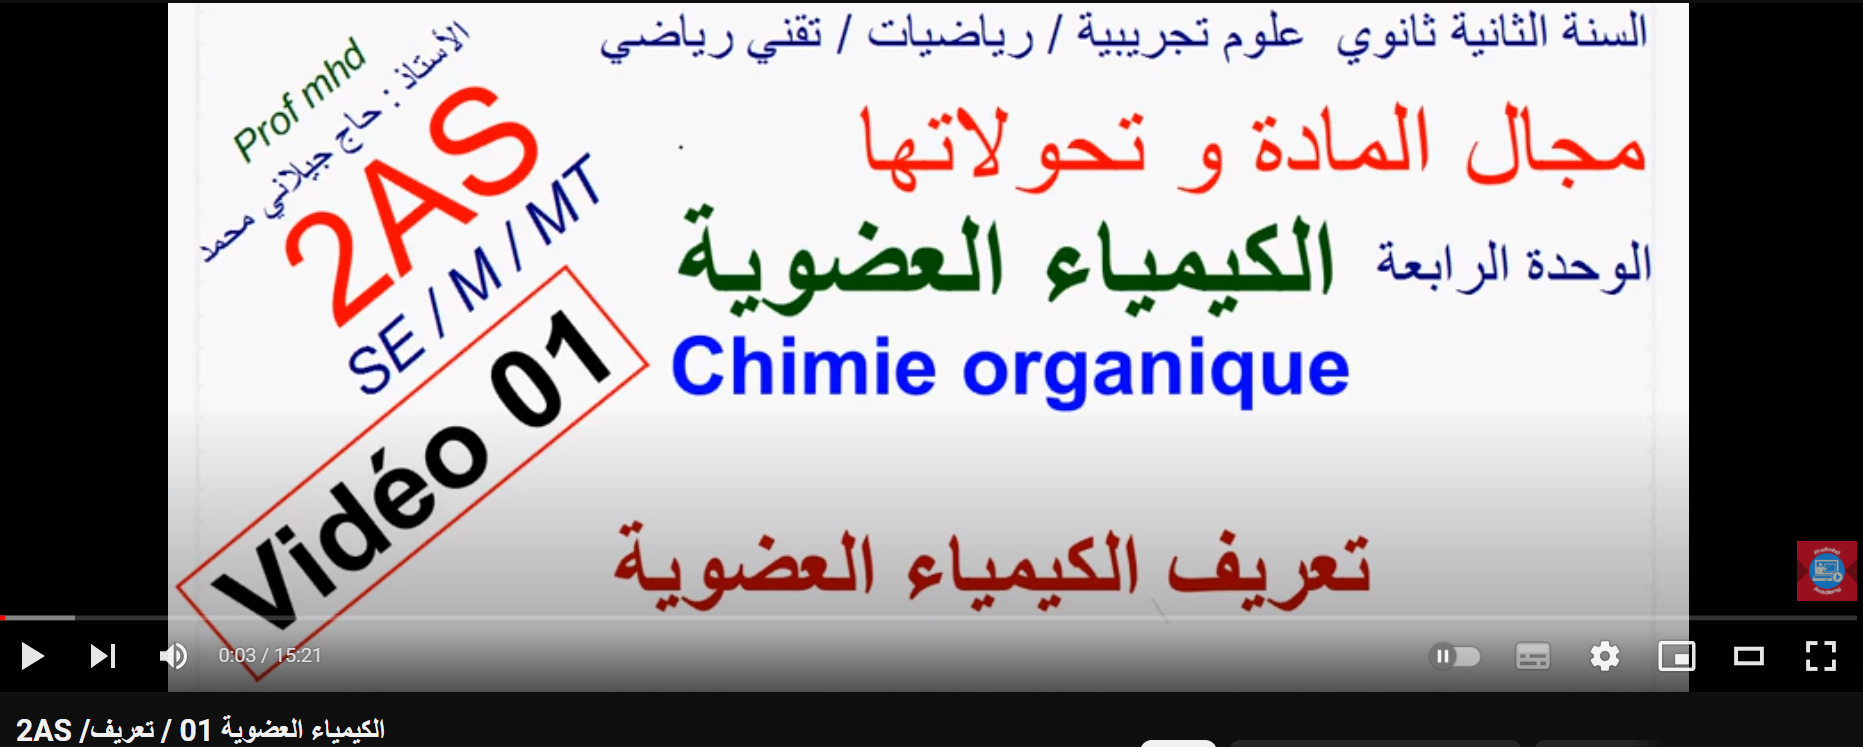 السنة الثانية ثانوي علوم تجريبية / رياضيات / تقني رياضي
Prof mhd
الأستاذ : حاج جيلاني محمد
2AS
SE / M / MT
مجال المادة و تحولاتها
الوحدة الرابعة الكيمياء العضوية
Chimie organique
Vidéo 01
تعريف الكيمياء العضوية
Profmhd
Academy
0:03 / 15:21
2AS /الكيمياء العضوية 01 / تعريف